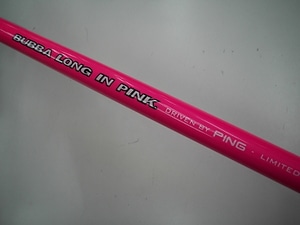 BUBBA LONG IN PINK. DRIVEN BY PING - LIMITED